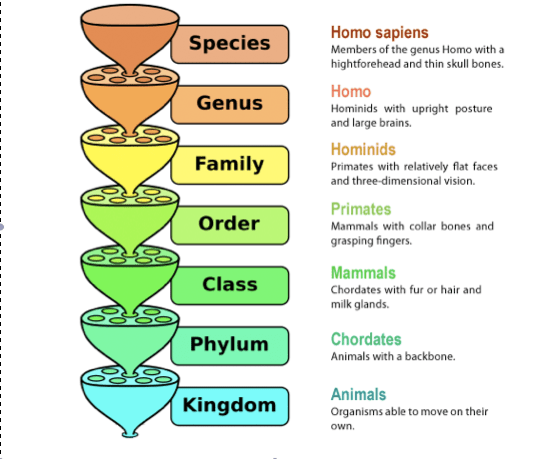 Species
Homo sapiens
Members of the genus Homo with a
hightforehead and thin skull bones.
Genus
Homo
Hominids with upright posture
and large brains.
Family
Hominids
Primates with relatively flat faces
and three-dimensional vision.
Order
Primates
Mammals with collar bones and
grasping fingers.
Class
Mammals
Chordates with fur or hair and
milk glands.
Phylum
Chordates
Animals with a backbone.
Kingdom
Animals
Organisms able to move on their
own.